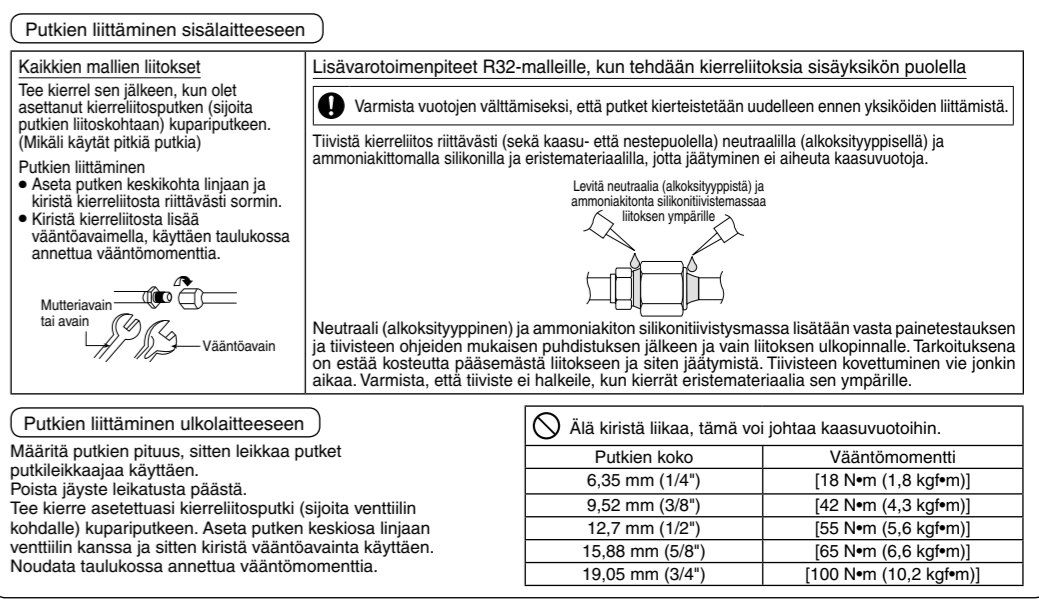 Putkien liittäminen sisälaitteeseen
Kaikkien mallien liitokset
Tee kierrel sen jälkeen, kun olet
asettanut kierreliitosputken (sijoita
putkien liitoskohtaan) kupariputkeen.
(Mikäli käytät pitkiä putkia)
Putkien liittäminen
● Aseta putken keskikohta linjaan ja
kiristä kierreliitosta riittävästi sormin.
● Kiristä kierreliitosta lisää
vääntöavaimella, käyttäen taulukossa
annettua vääntömomenttia.
Mutteriavain
tai avain
Vääntöavain
Lisävarotoimenpiteet R32-malleille, kun tehdään kierreliitoksia sisäyksikön puolella
Varmista vuotojen välttämiseksi, että putket kierteistetään uudelleen ennen yksiköiden liittämistä.
Tiivistä kierreliitos riittävästi (sekä kaasu- että nestepuolella) neutraalilla (alkoksityyppisellä) ja
ammoniakittomalla silikonilla ja eristemateriaalilla, jotta jäätyminen ei aiheuta kaasuvuotoja.
Levitä neutraalia (alkoksityyppistä) ja
ammoniakitonta silikonitiivistemassaa
liitoksen ympärille
Neutraali (alkoksityyppinen) ja ammoniakiton silikonitiivistysmassa lisätään vasta painetestauksen
ja tiivisteen ohjeiden mukaisen puhdistuksen jälkeen ja vain liitoksen ulkopinnalle. Tarkoituksena
on estää kosteutta pääsemästä liitokseen ja siten jäätymistä. Tiivisteen kovettuminen vie jonkin
aikaa. Varmista, että tiiviste ei halkeile, kun kierrät eristemateriaalia sen ympärille.
Putkien liittäminen ulkolaitteeseen
Määritä putkien pituus, sitten leikkaa putket
putkileikkaajaa käyttäen.
Poista jäyste leikatusta päästä.
Tee kierre asetettuasi kierreliitosputki (sijoita venttiilin
kohdalle) kupariputkeen. Aseta putken keskiosa linjaan
venttiilin kanssa ja sitten kiristä vääntöavainta käyttäen.
Noudata taulukossa annettua vääntömomenttia.
Älä kiristä liikaa, tämä voi johtaa kaasuvuotoihin.
Putkien koko Vääntömomentti
6,35 mm (1/4") [18 N•m (1,8 kgf•m)]
9,52 mm (3/8") [42 N•m (4,3 kgf•m)]
12,7 mm (1/2") [55 N•m (5,6 kgf•m)]
15,88 mm (5/8") [65 N•m (6,6 kgf•m)]
19,05 mm (3/4") [100 N•m (10,2 kgf•m)]